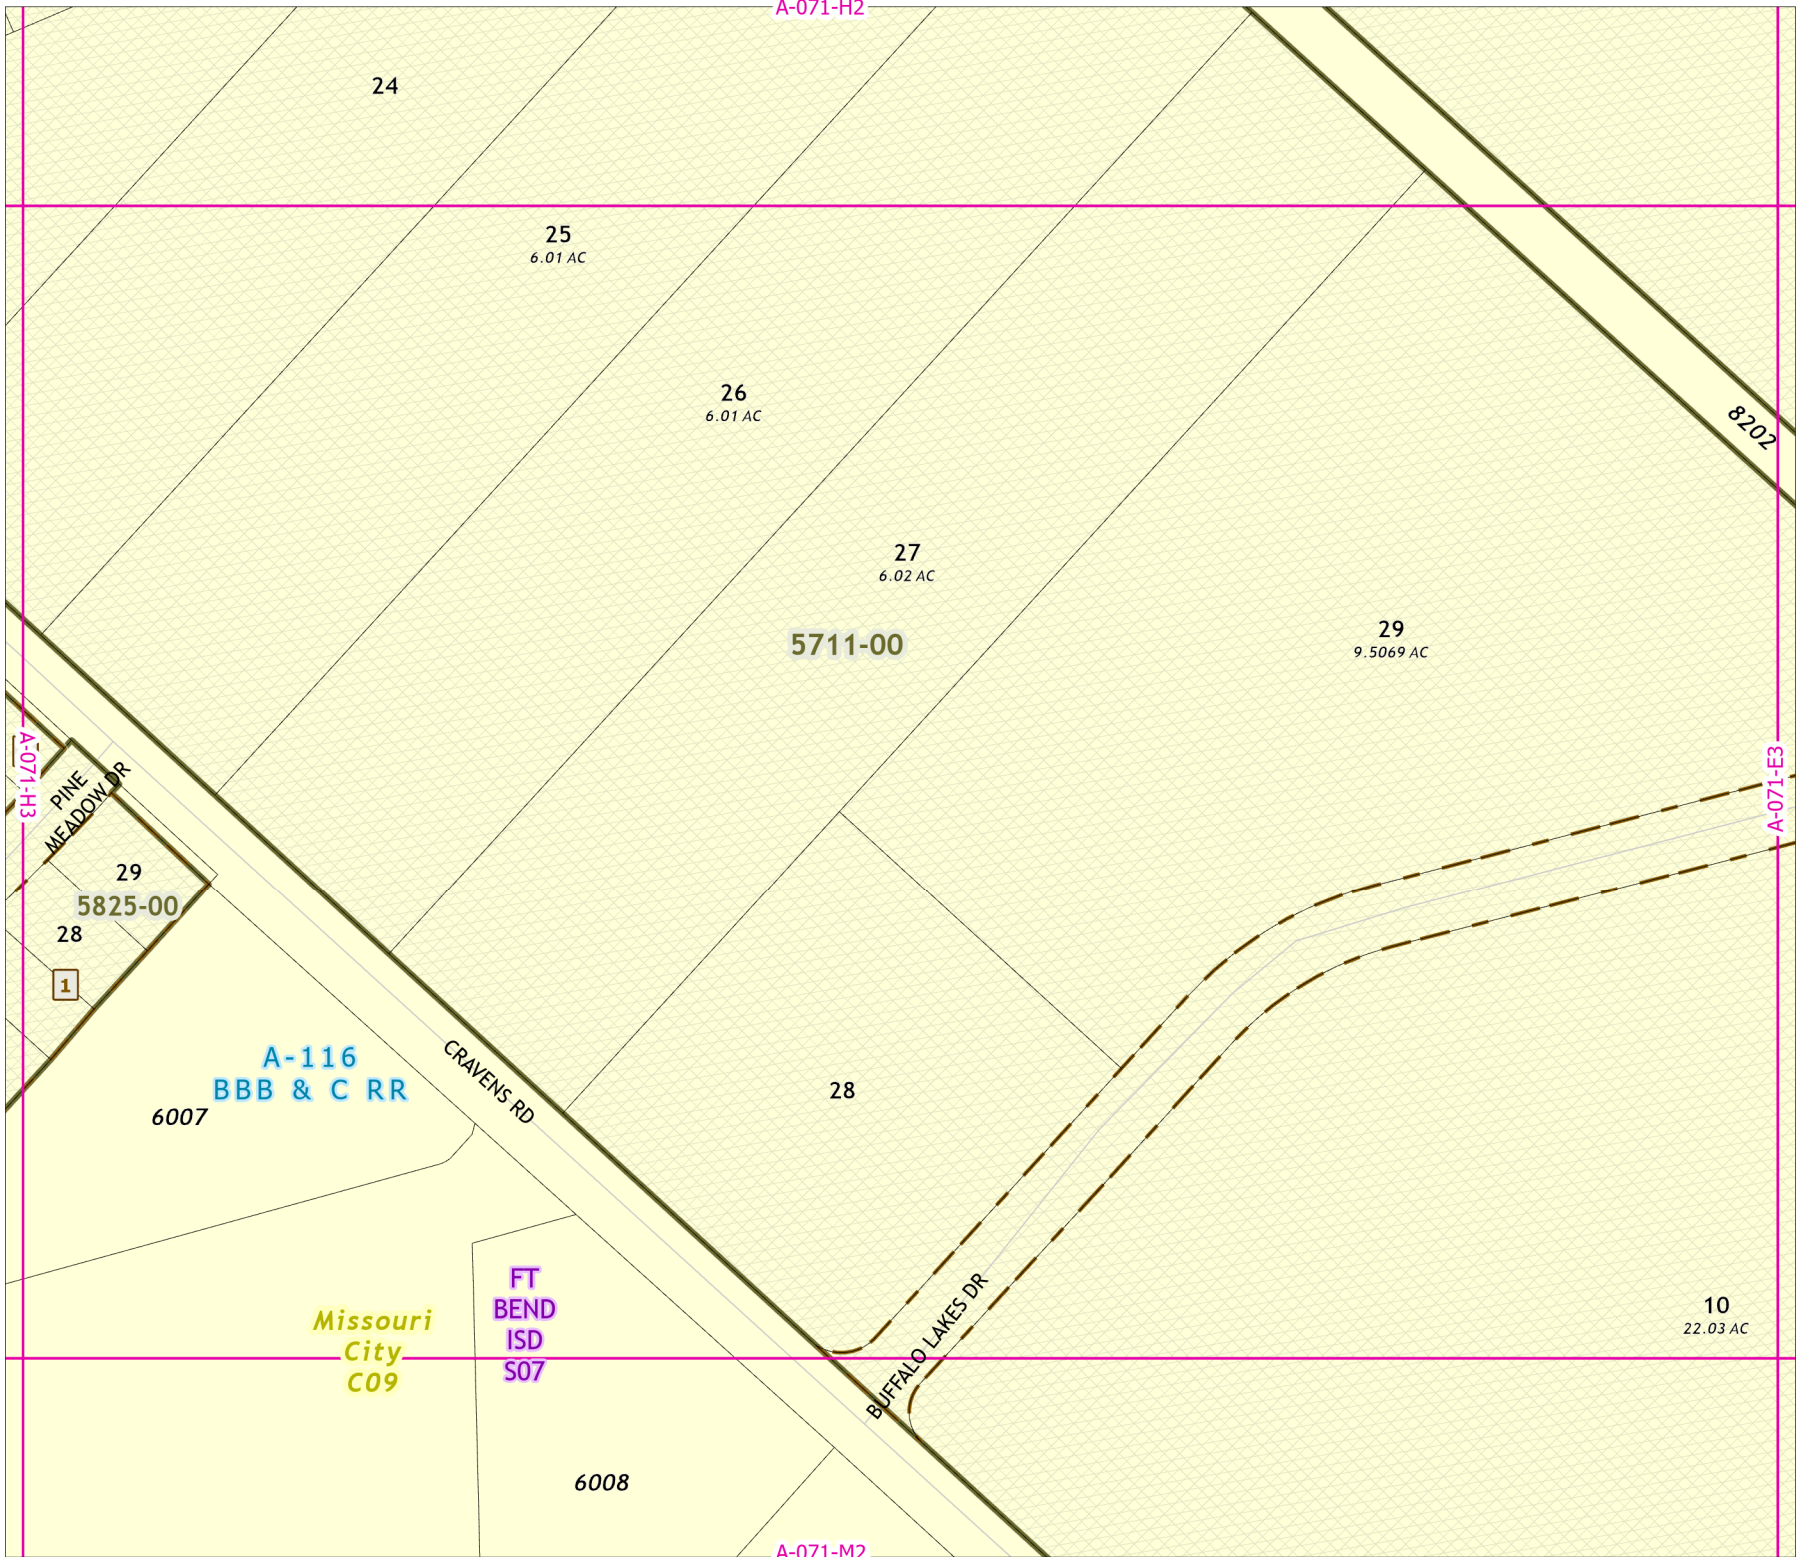 A-071-H2
24
25
6.01 AC
26
6.01 AC
8202
27
6.02 AC
5711-00
29
9.5069 AC
A-071-H3
A-071-E3
PINE
MEADOW DR
29
5825-00
28
1
A-116
BBB & C RR
6007
CRAVENS RD
28
FT
BEND
ISD
S07
Missouri
City
C09
BUFFALO LAKES DR
10
22.03 AC
6008
A-071-M2